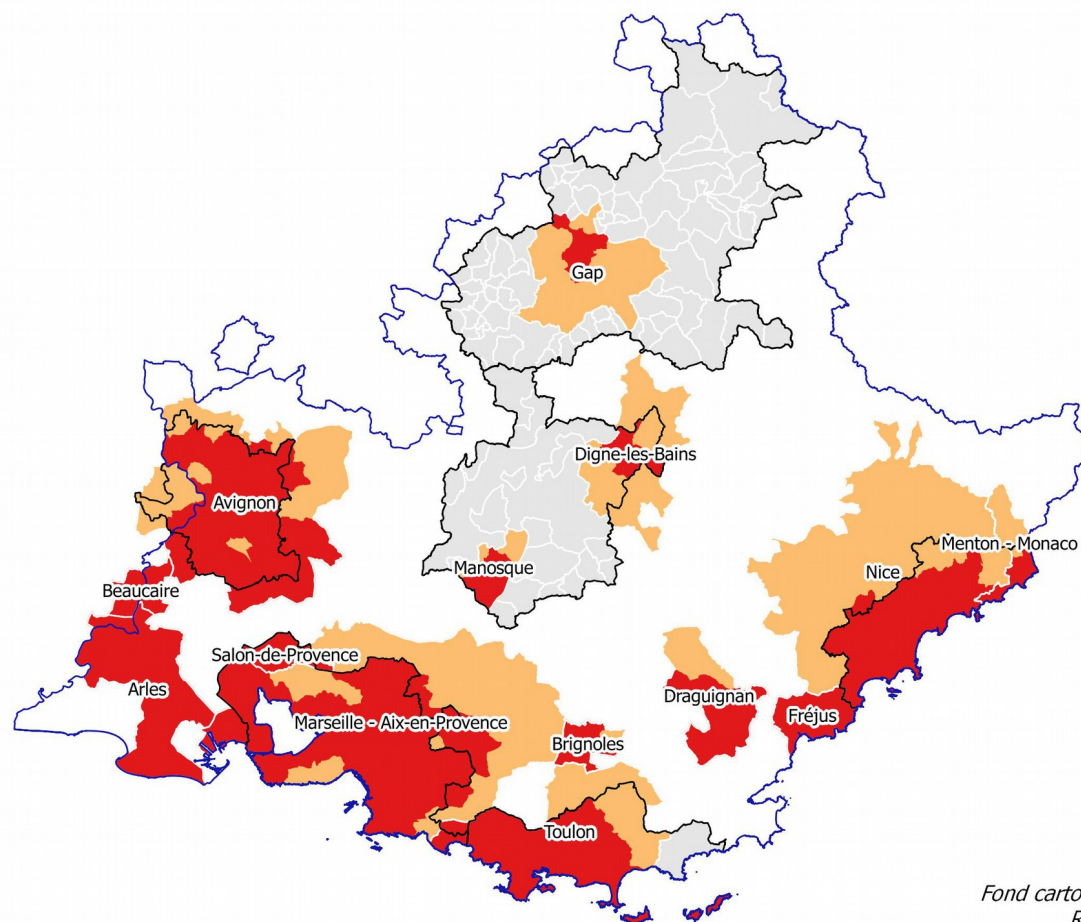 Gap
Digne-les-Bains
Avignon
Menton - Monaco
Manosque
Nice
Beaucaire
Salon-de-Provence
Arles
Draguignan
Fréjus
Marseille - Aix-en-Provence
Brignoles
Toulon
Fond carto